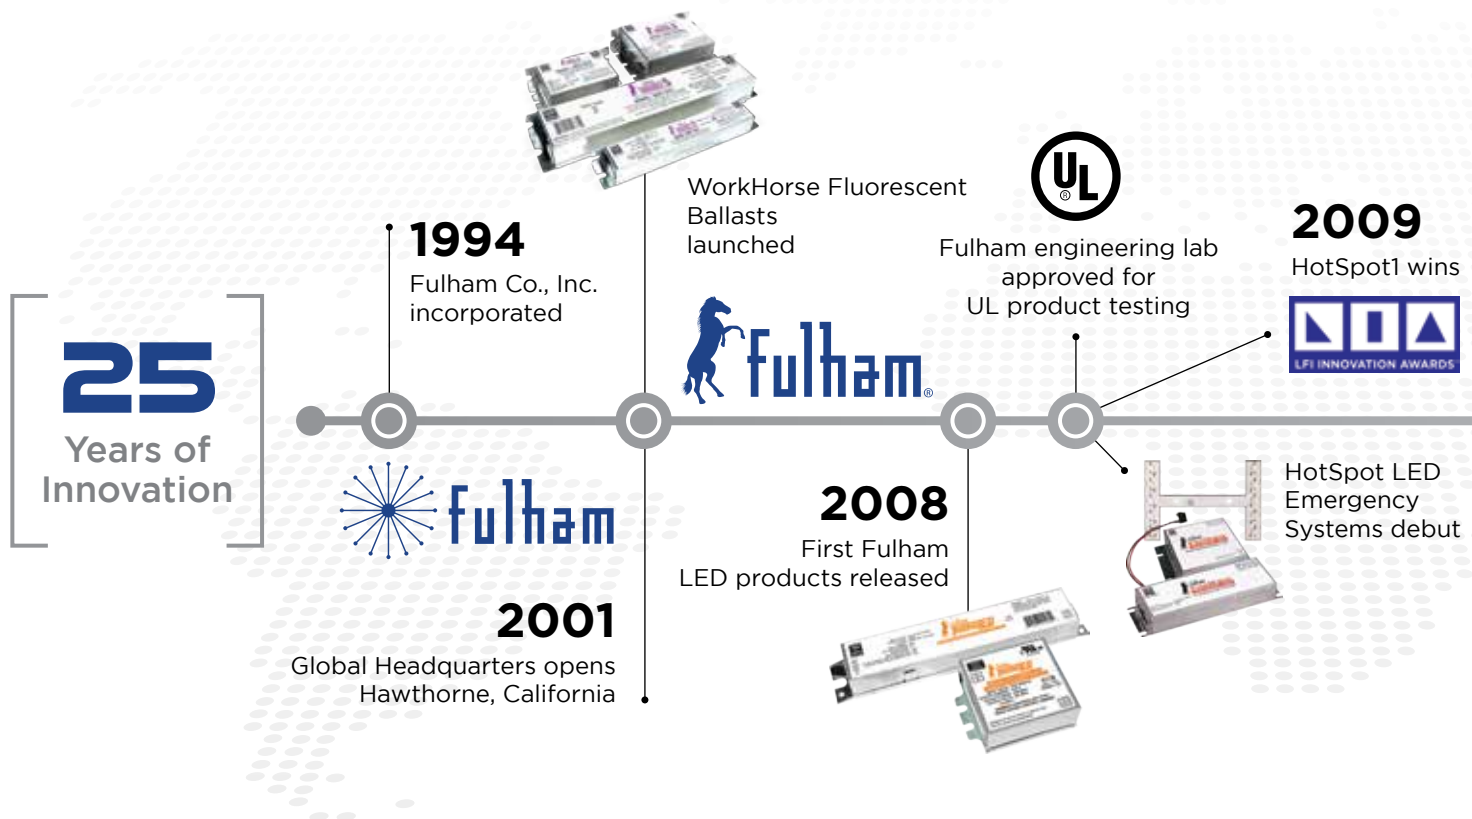 25
Years of
Innovation
1994
Fulham Co., Inc.
incorporated
fulham
WorkHorse Fluorescent
Ballasts
launched
fulham®
2001
Global Headquarters opens
Hawthorne, California
2008
First Fulham
LED products released
UL®
Fulham engineering lab
approved for
UL product testing
2009
HotSpot1 wins
LIA
LFI INNOVATION AWARDS™
HotSpot LED
Emergency
Systems debut